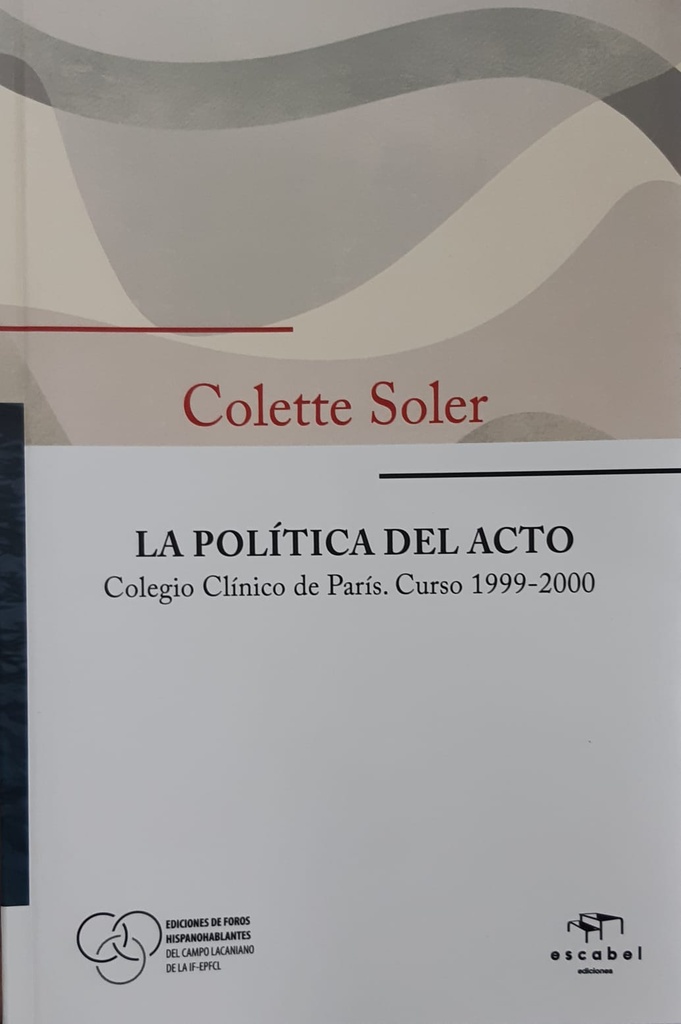 Colette Soler
LA POLÍTICA DEL ACTO
Colegio Clínico de París. Curso 1999-2000
EDICIONES DE FOROS
HISPANOHABLANTES
DEL CAMPO LACANIANO
DE LA IF-EPFCL
escabel
ediciones